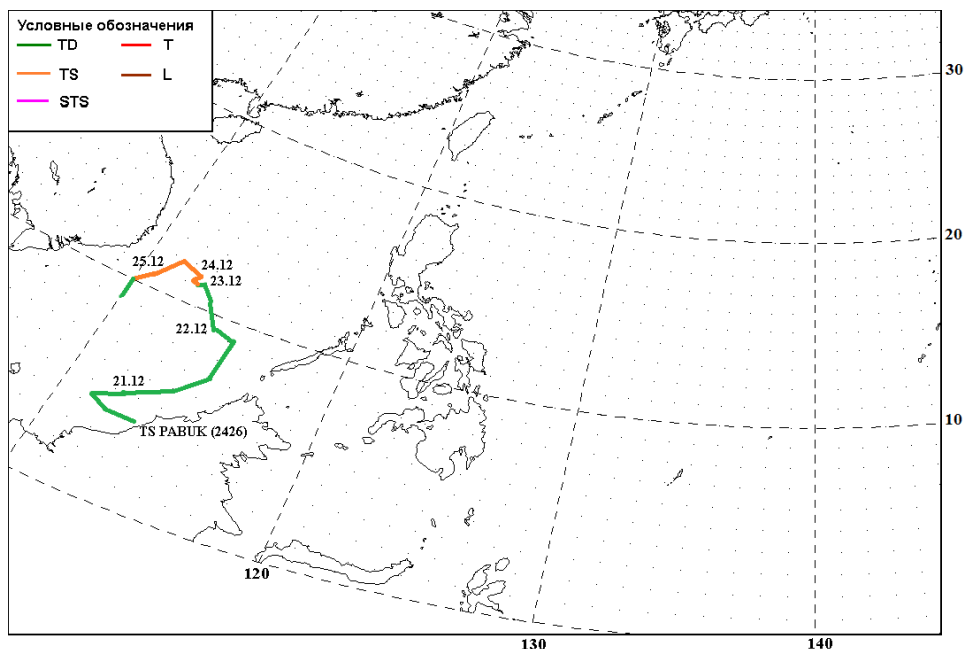 Условные обозначения
TD T
TS L
STS
30
20
25.12 24.12
23.12
22.12
21.12
10
TS PABUK (2426)
120
130 140